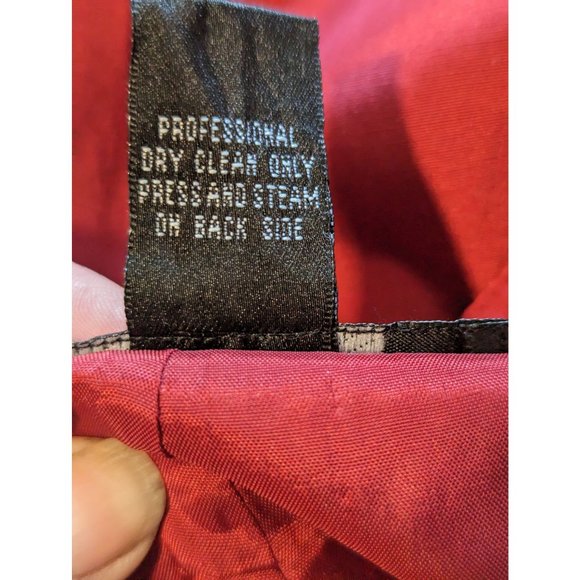 PROFESSIONAL
DRY CLEAN ONLY
PRESS AND STEAM
ON BACK SIDE